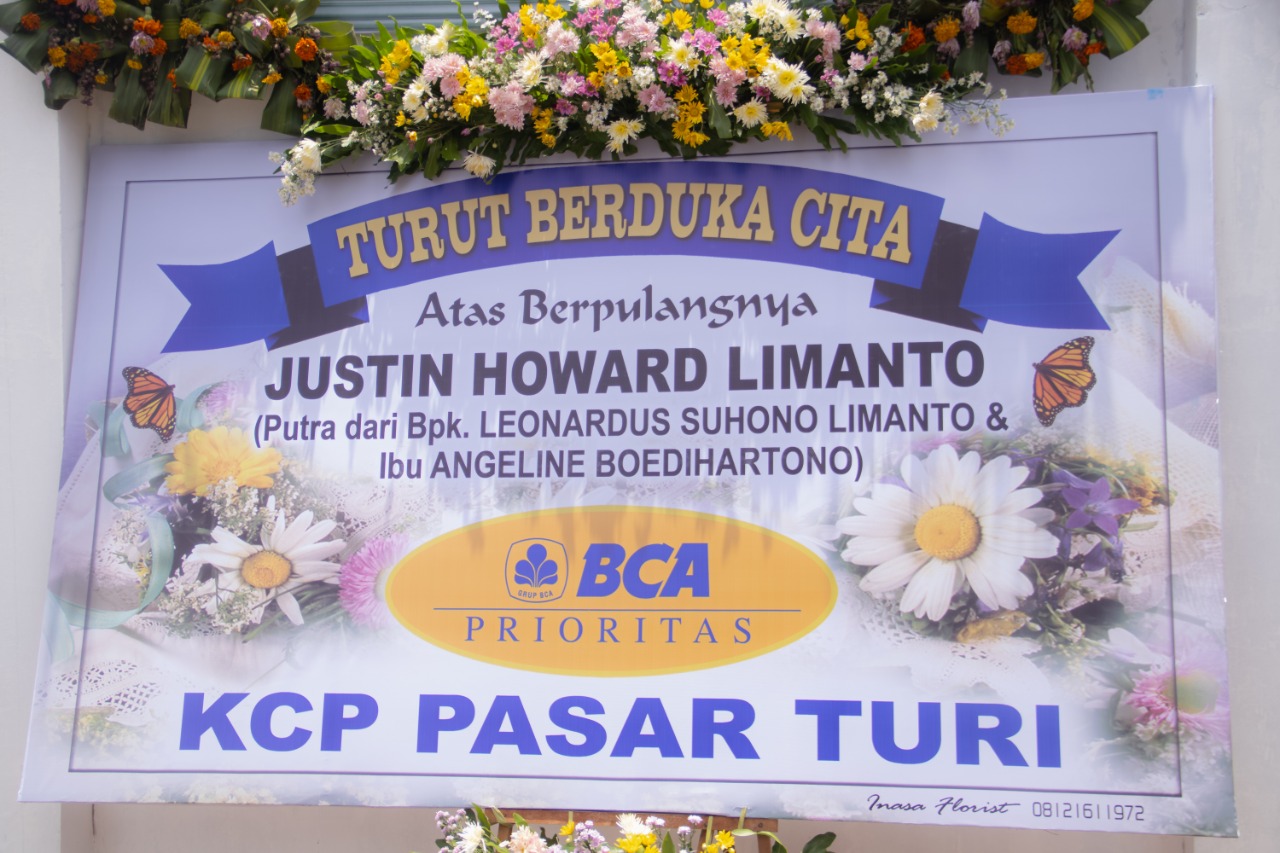 TURUT BERDUKA CITA
Atas Berpulangnya
JUSTIN HOWARD LIMANTO
(Putra dari Bpk. LEONARDUS SUHONO LIMANTO &
Ibu ANGELINE BOEDIHARTONO)
GRUP BCA
BCA
PRIORITAS
KCP PASAR TURI
Inasa Florist 08121611972